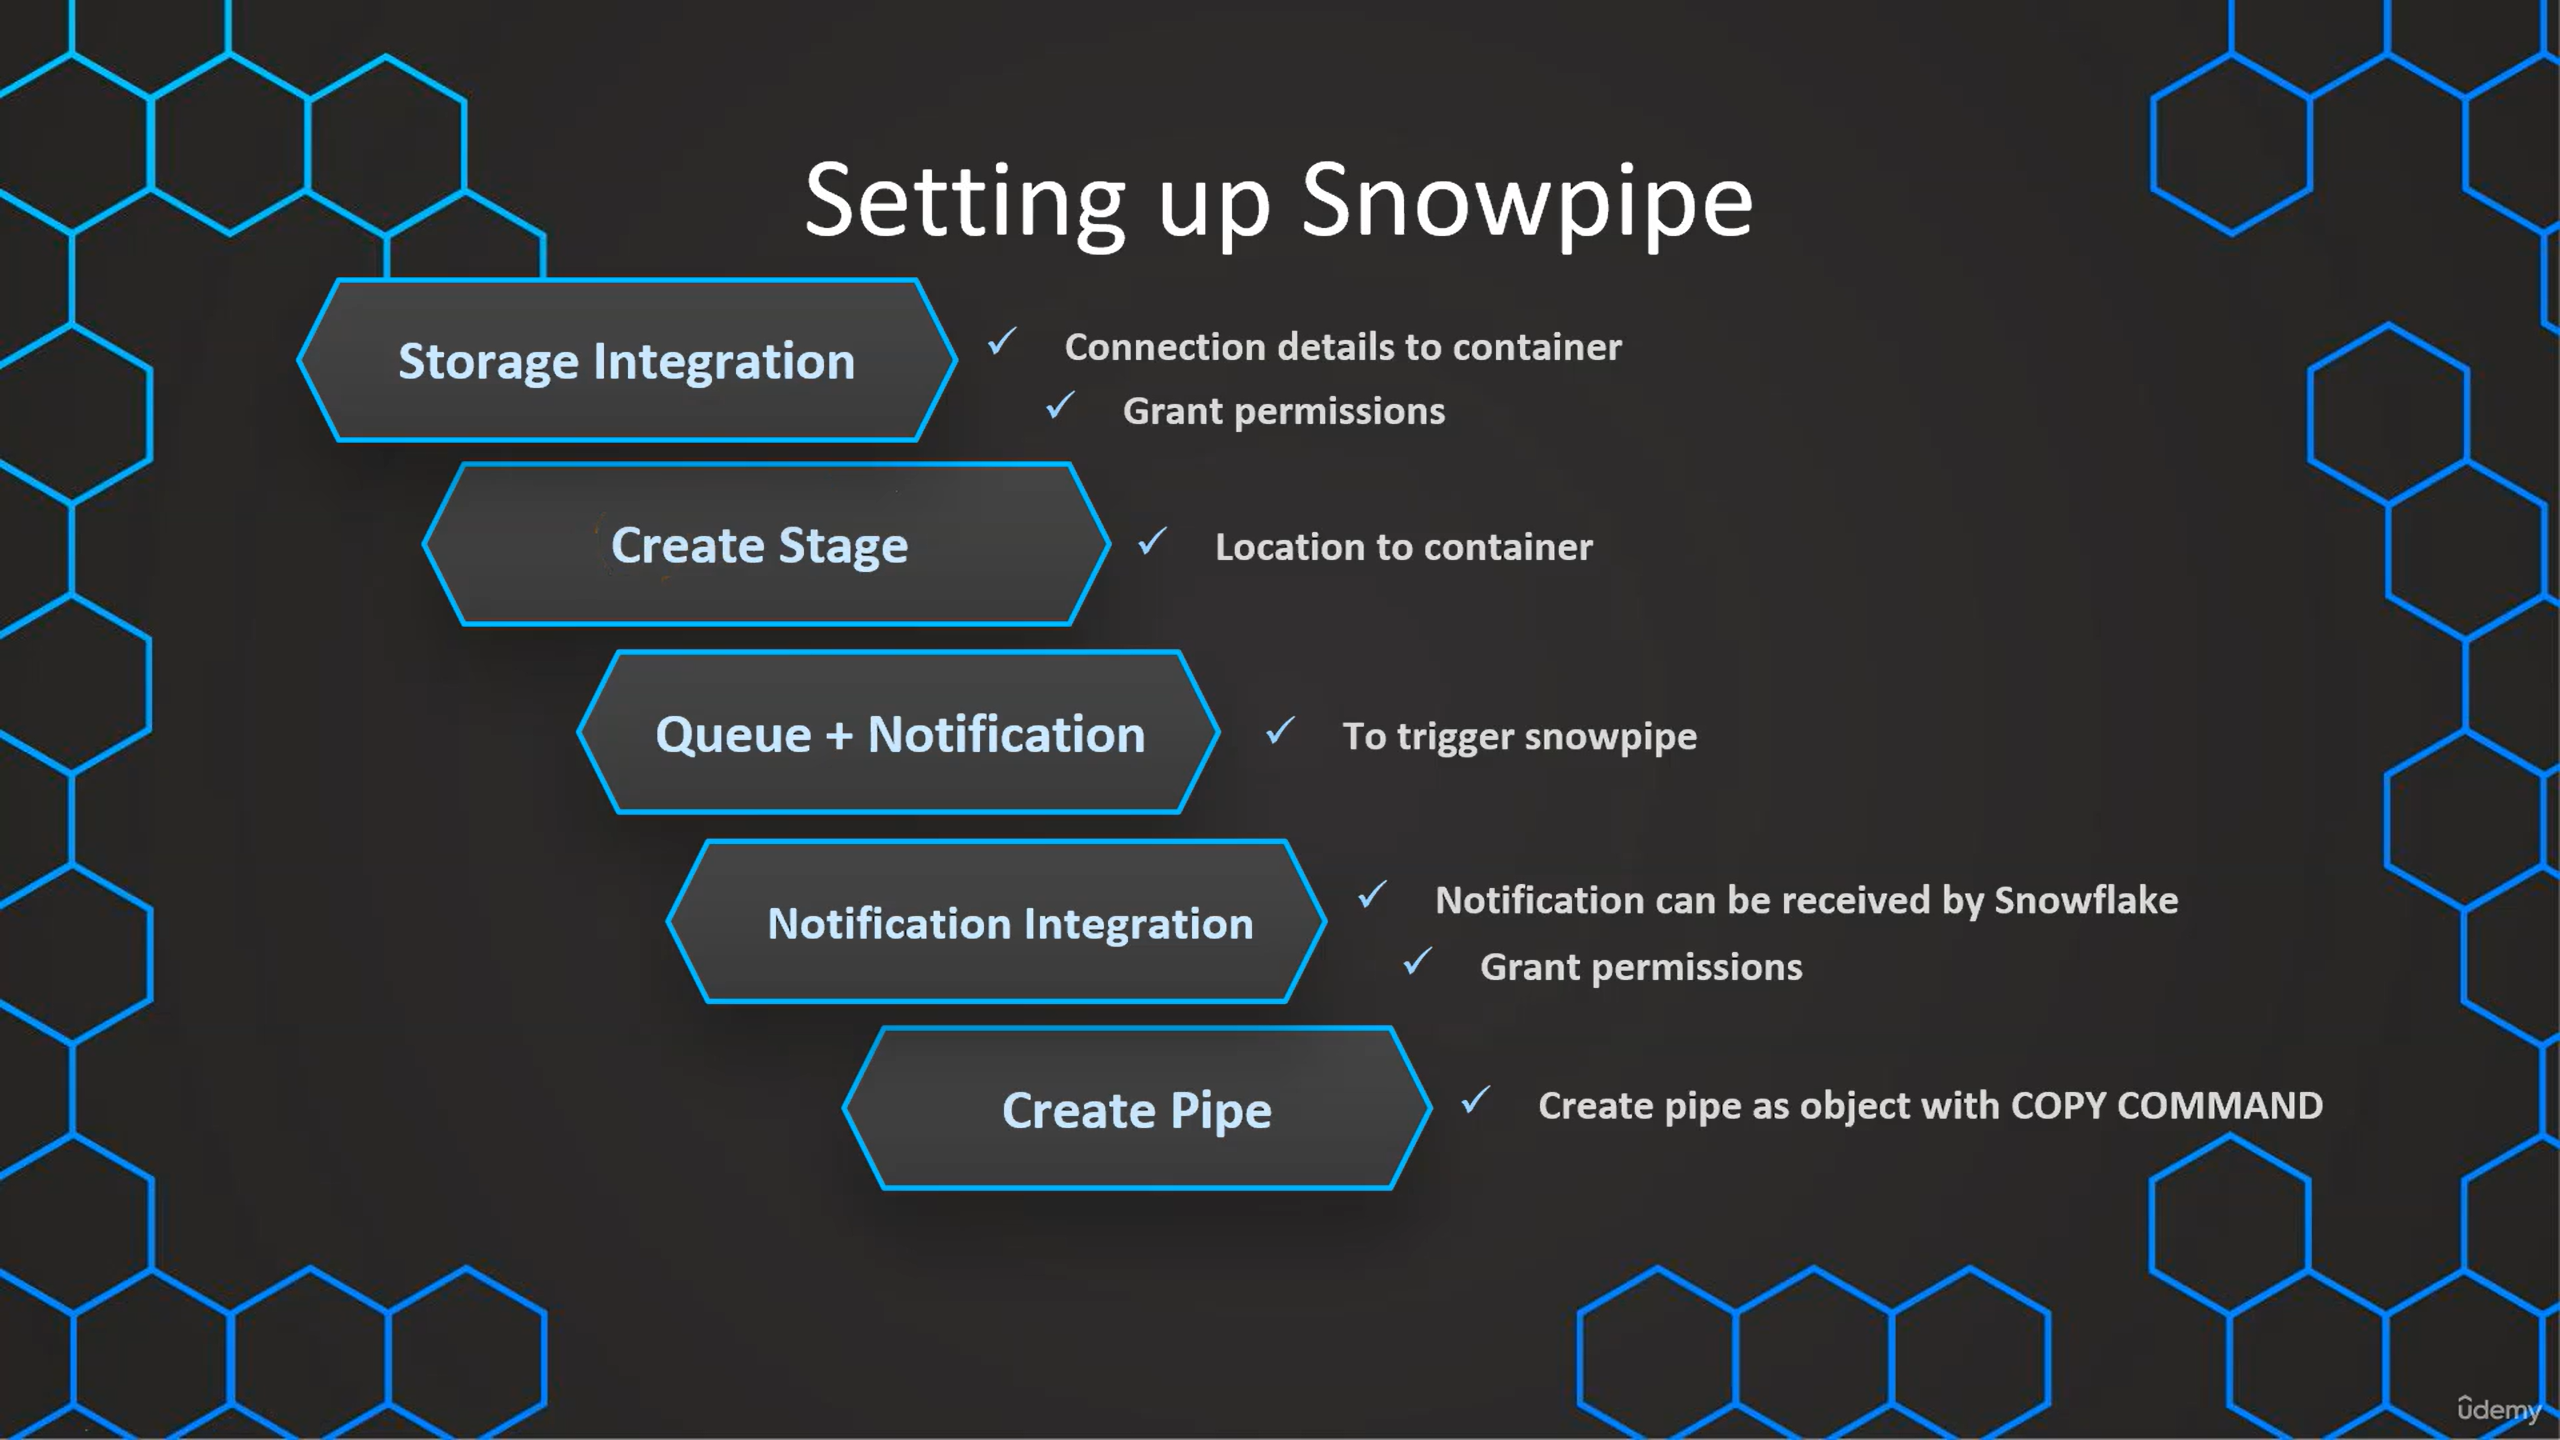 Setting up Snowpipe
Storage Integration
✓ Connection details to container
✓ Grant permissions
Create Stage
✓ Location to container
Queue + Notification
✓ To trigger snowpipe
Notification Integration
✓ Notification can be received by Snowflake
✓ Grant permissions
Create Pipe
✓ Create pipe as object with COPY COMMAND
ûdemy